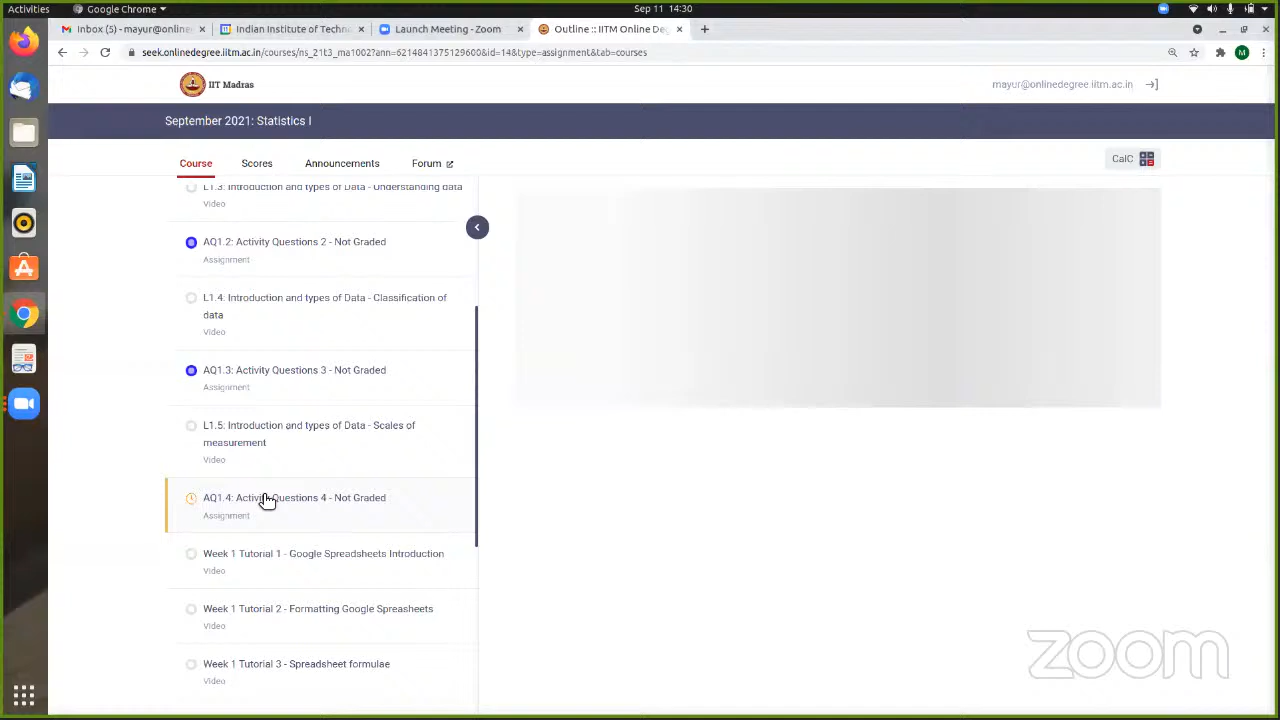 Activities
Google Chrome
Sep 11 14:30
Inbox (5) - mayur@online
Indian Institute of Techn
Launch Meeting - Zoom
Outline :: IITM Online De
seek.onlinedegree.iitm.ac.in/courses/ns_21t3_ma1002?ann=6214841375129600&id=14&type=assignment&tab=courses
M
IIT Madras
mayur@onlinedegree.iitm.ac.in
September 2021: Statistics I
Course
Scores
Announcements
Forum
CalC
L1.3: Introduction and types of Data - Understanding data
Video
AQ1.2: Activity Questions 2 - Not Graded
Assignment
L1.4: Introduction and types of Data - Classification of
data
Video
AQ1.3: Activity Questions 3 - Not Graded
Assignment
L1.5: Introduction and types of Data - Scales of
measurement
Video
AQ1.4: Activity Questions 4 - Not Graded
Assignment
Week 1 Tutorial 1 - Google Spreadsheets Introduction
Video
Week 1 Tutorial 2 - Formatting Google Spreasheets
Video
Week 1 Tutorial 3 - Spreadsheet formulae
Video
zoom